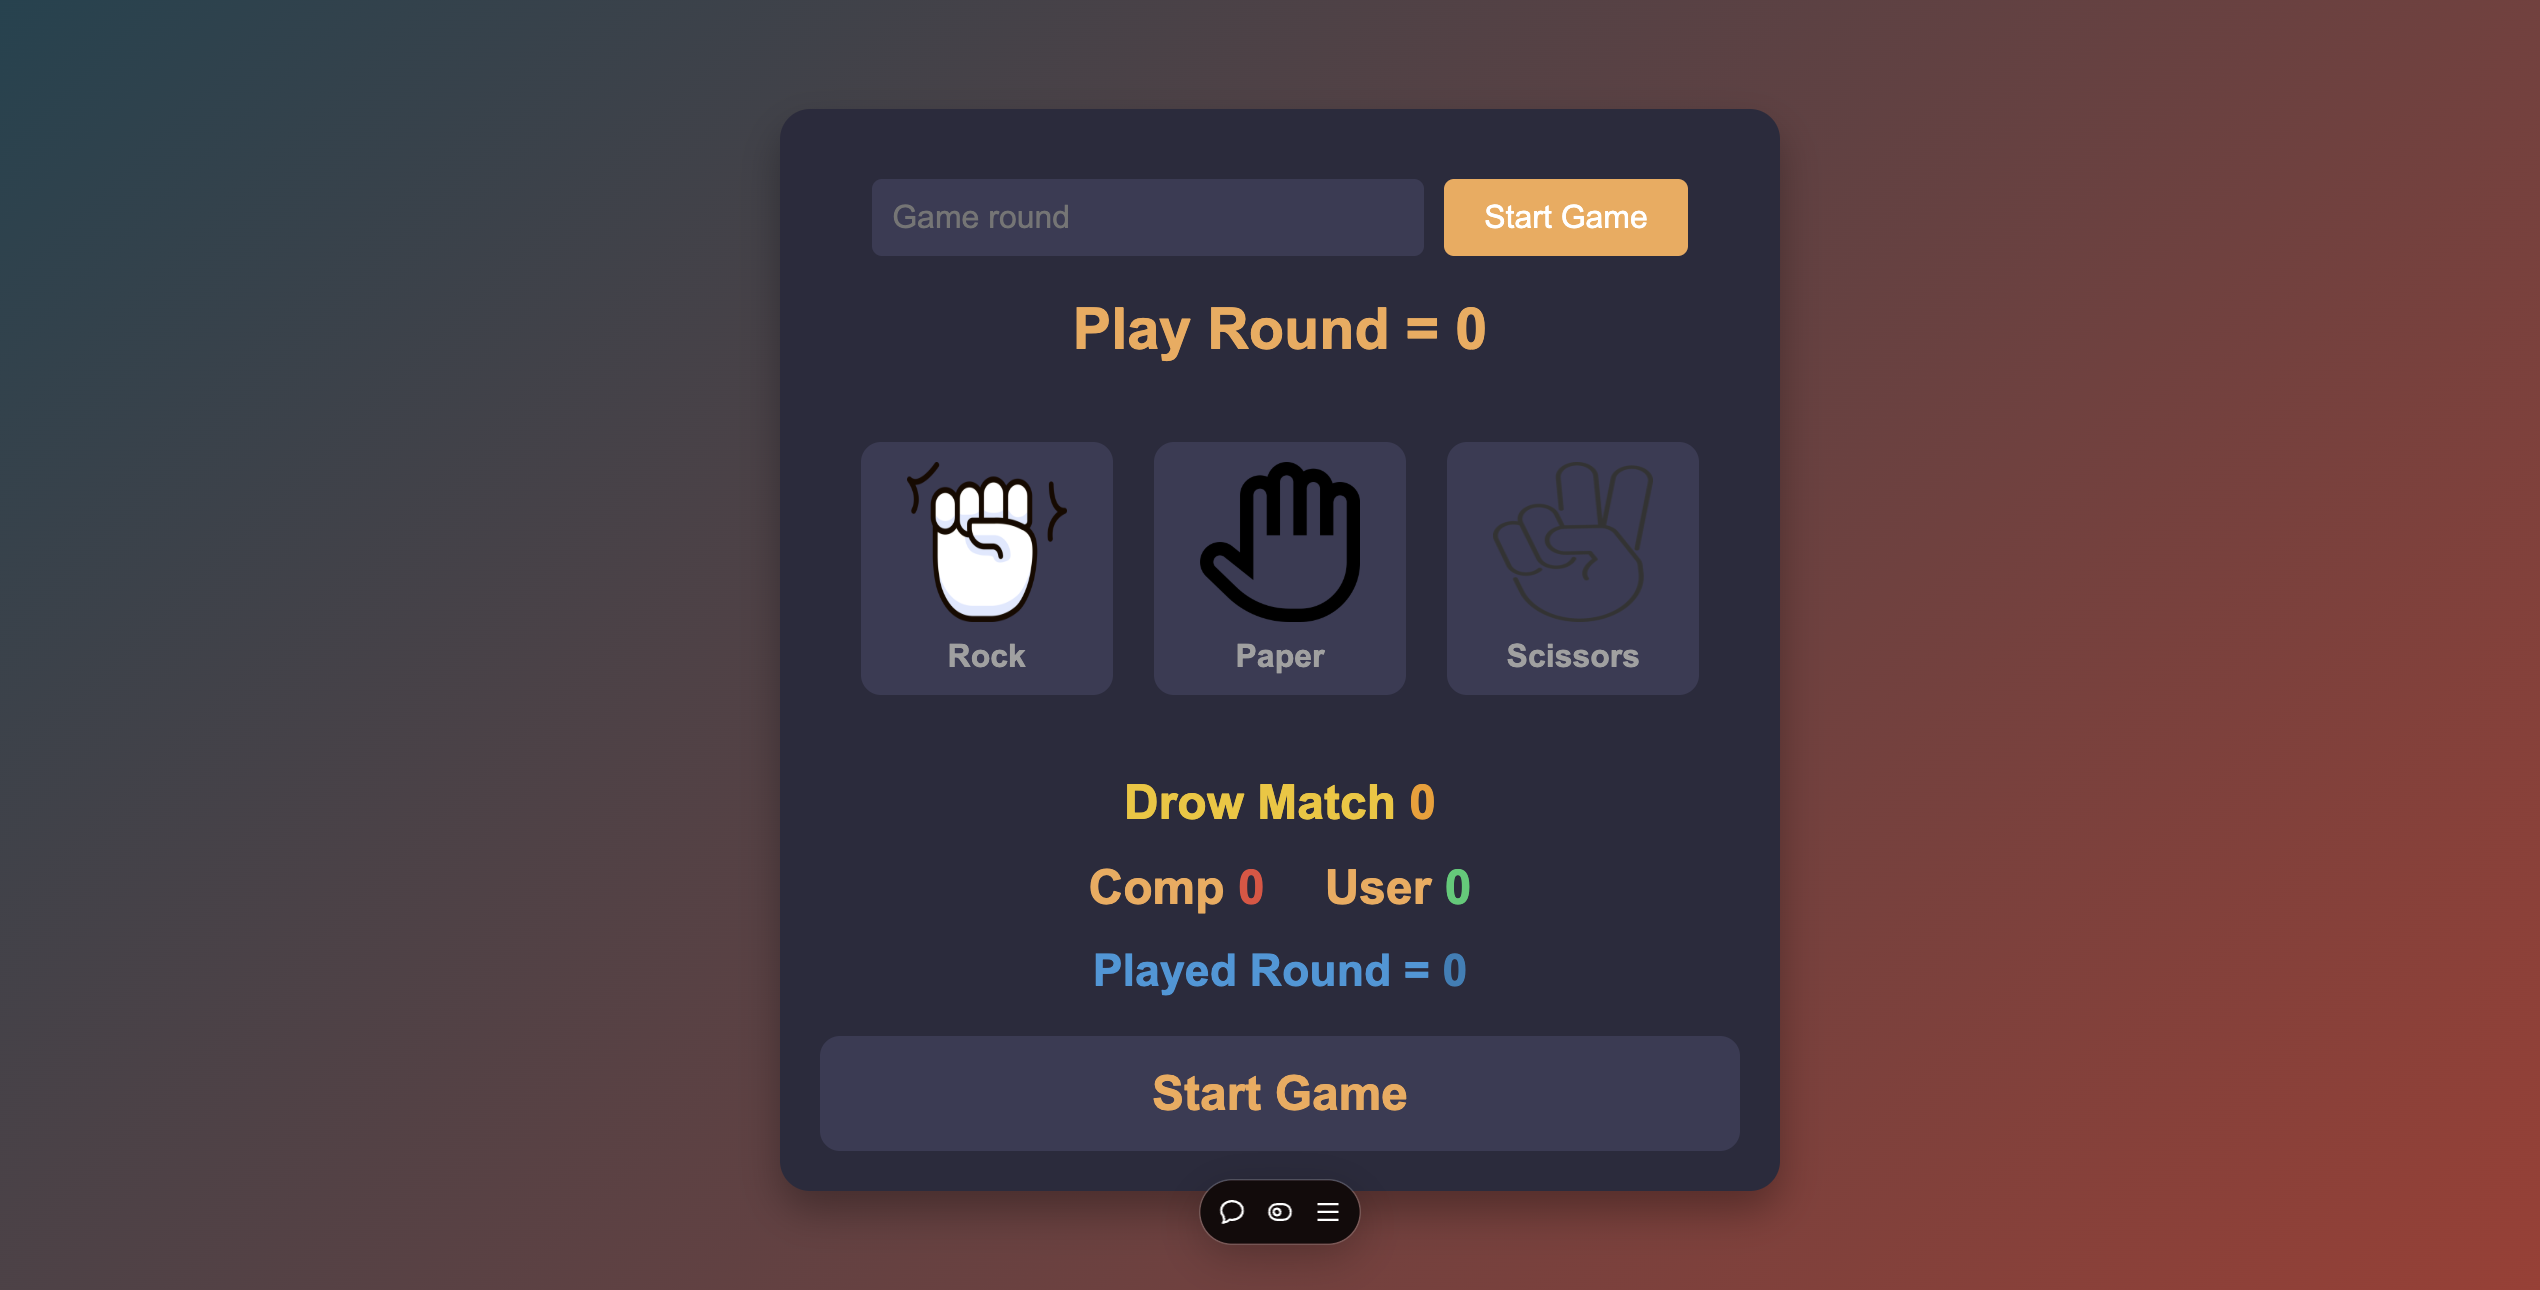 Game round
Start Game
Play Round = 0
Rock
Paper
Scissors
Drow Match 0
Comp 0 User 0
Played Round = 0
Start Game